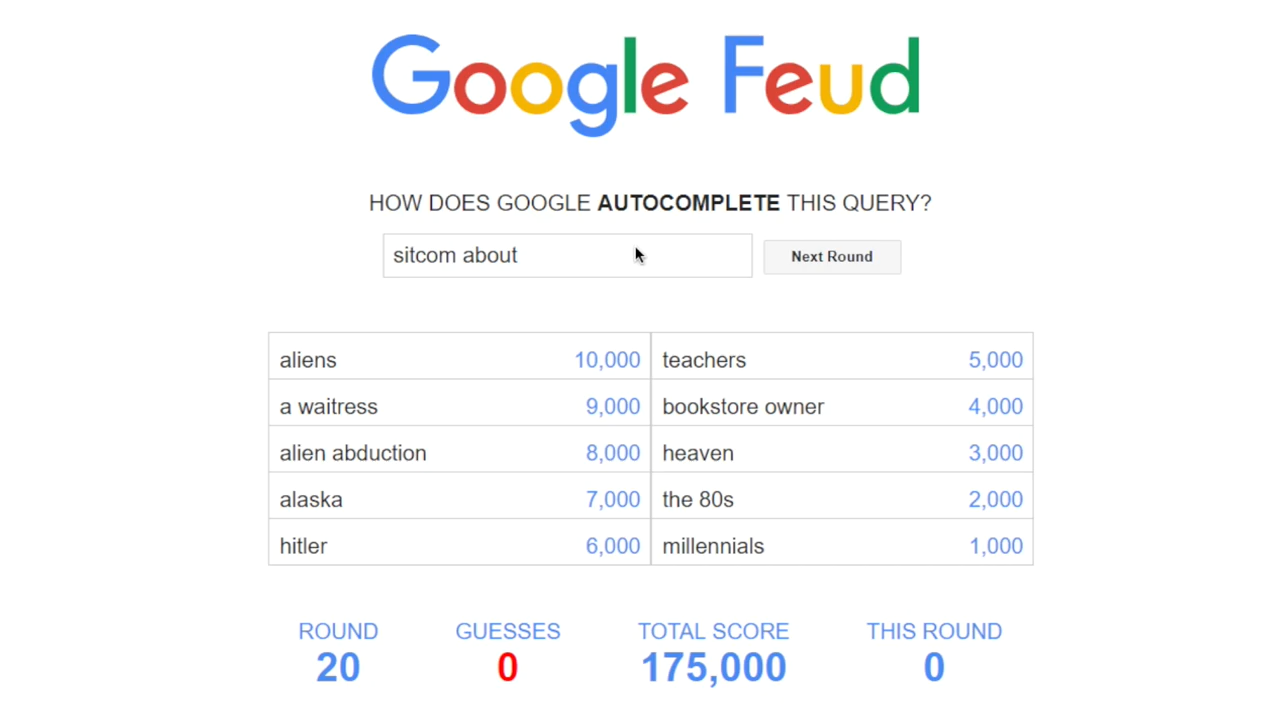 Google Feud
HOW DOES GOOGLE AUTOCOMPLETE THIS QUERY?
sitcom about
Next Round
aliens 10,000 teachers 5,000
a waitress 9,000 bookstore owner 4,000
alien abduction 8,000 heaven 3,000
alaska 7,000 the 80s 2,000
hitler 6,000 millennials 1,000
ROUND GUESSES TOTAL SCORE THIS ROUND
20 0 175,000 0